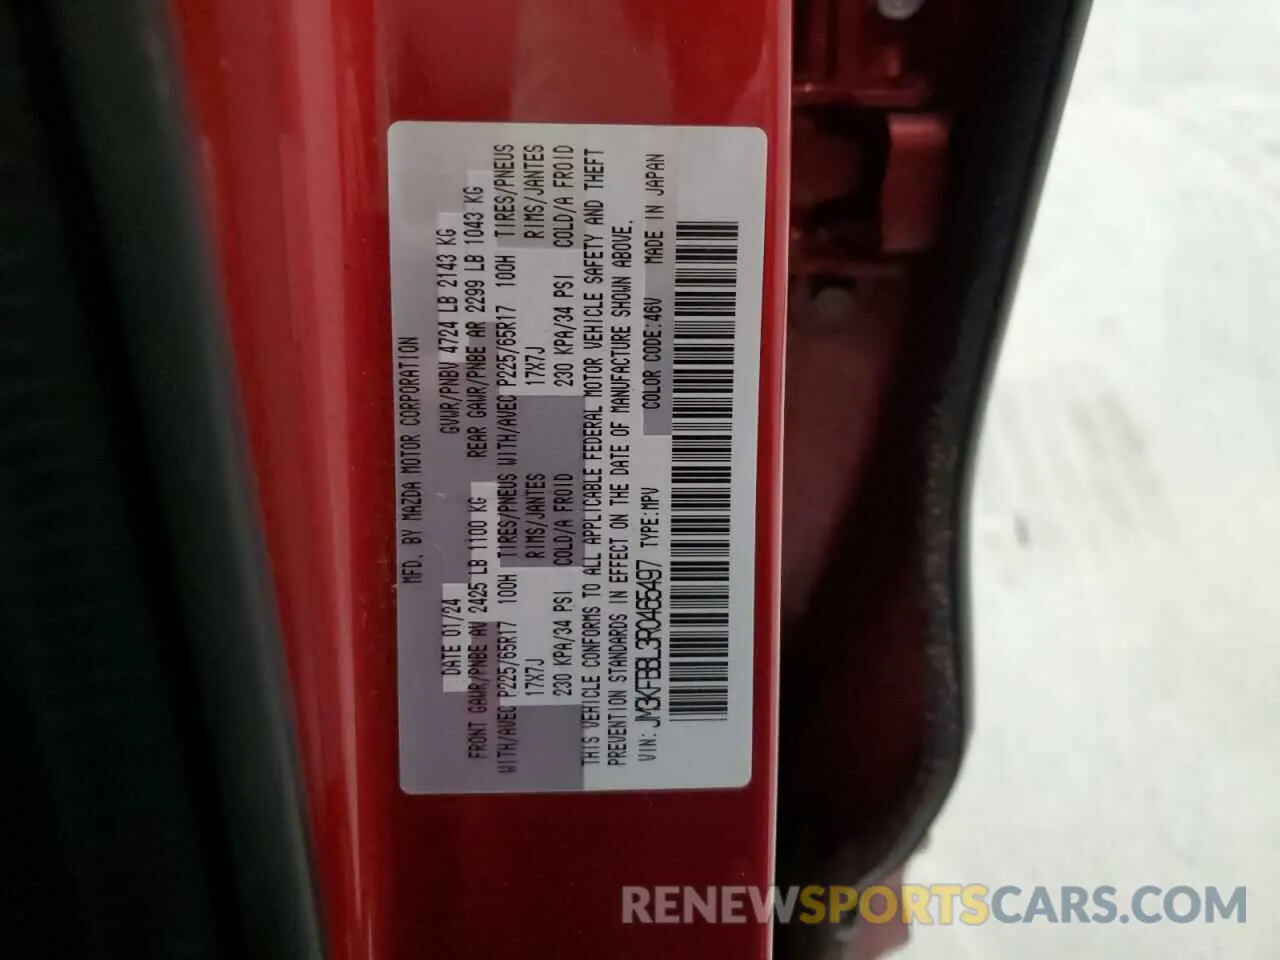 MFD. BY MAZDA MOTOR CORPORATION
DATE 01/24 GVWR/PNBV 4724 LB 2143 KG
FRONT GAWR/PNBE AV 2425 LB 1100 KG REAR GAWR/PNBE AR 2299 LB 1043 KG
WITH/AVEC P225/65R17 100H TIRES/PNEUS WITH/AVEC P225/65R17 100H TIRES/PNEUS
17X7J RIMS/JANTES 17X7J RIMS/JANTES
230 KPA/34 PSI COLD/A FROID 230 KPA/34 PSI COLD/A FROID
THIS VEHICLE CONFORMS TO ALL APPLICABLE FEDERAL MOTOR VEHICLE SAFETY AND THEFT
PREVENTION STANDARDS IN EFFECT ON THE DATE OF MANUFACTURE SHOWN ABOVE.
VIN: JM3KFBBL3R0465497 TYPE:MPV COLOR CODE:46V MADE IN JAPAN
RENEWSPORTSCARS.COM